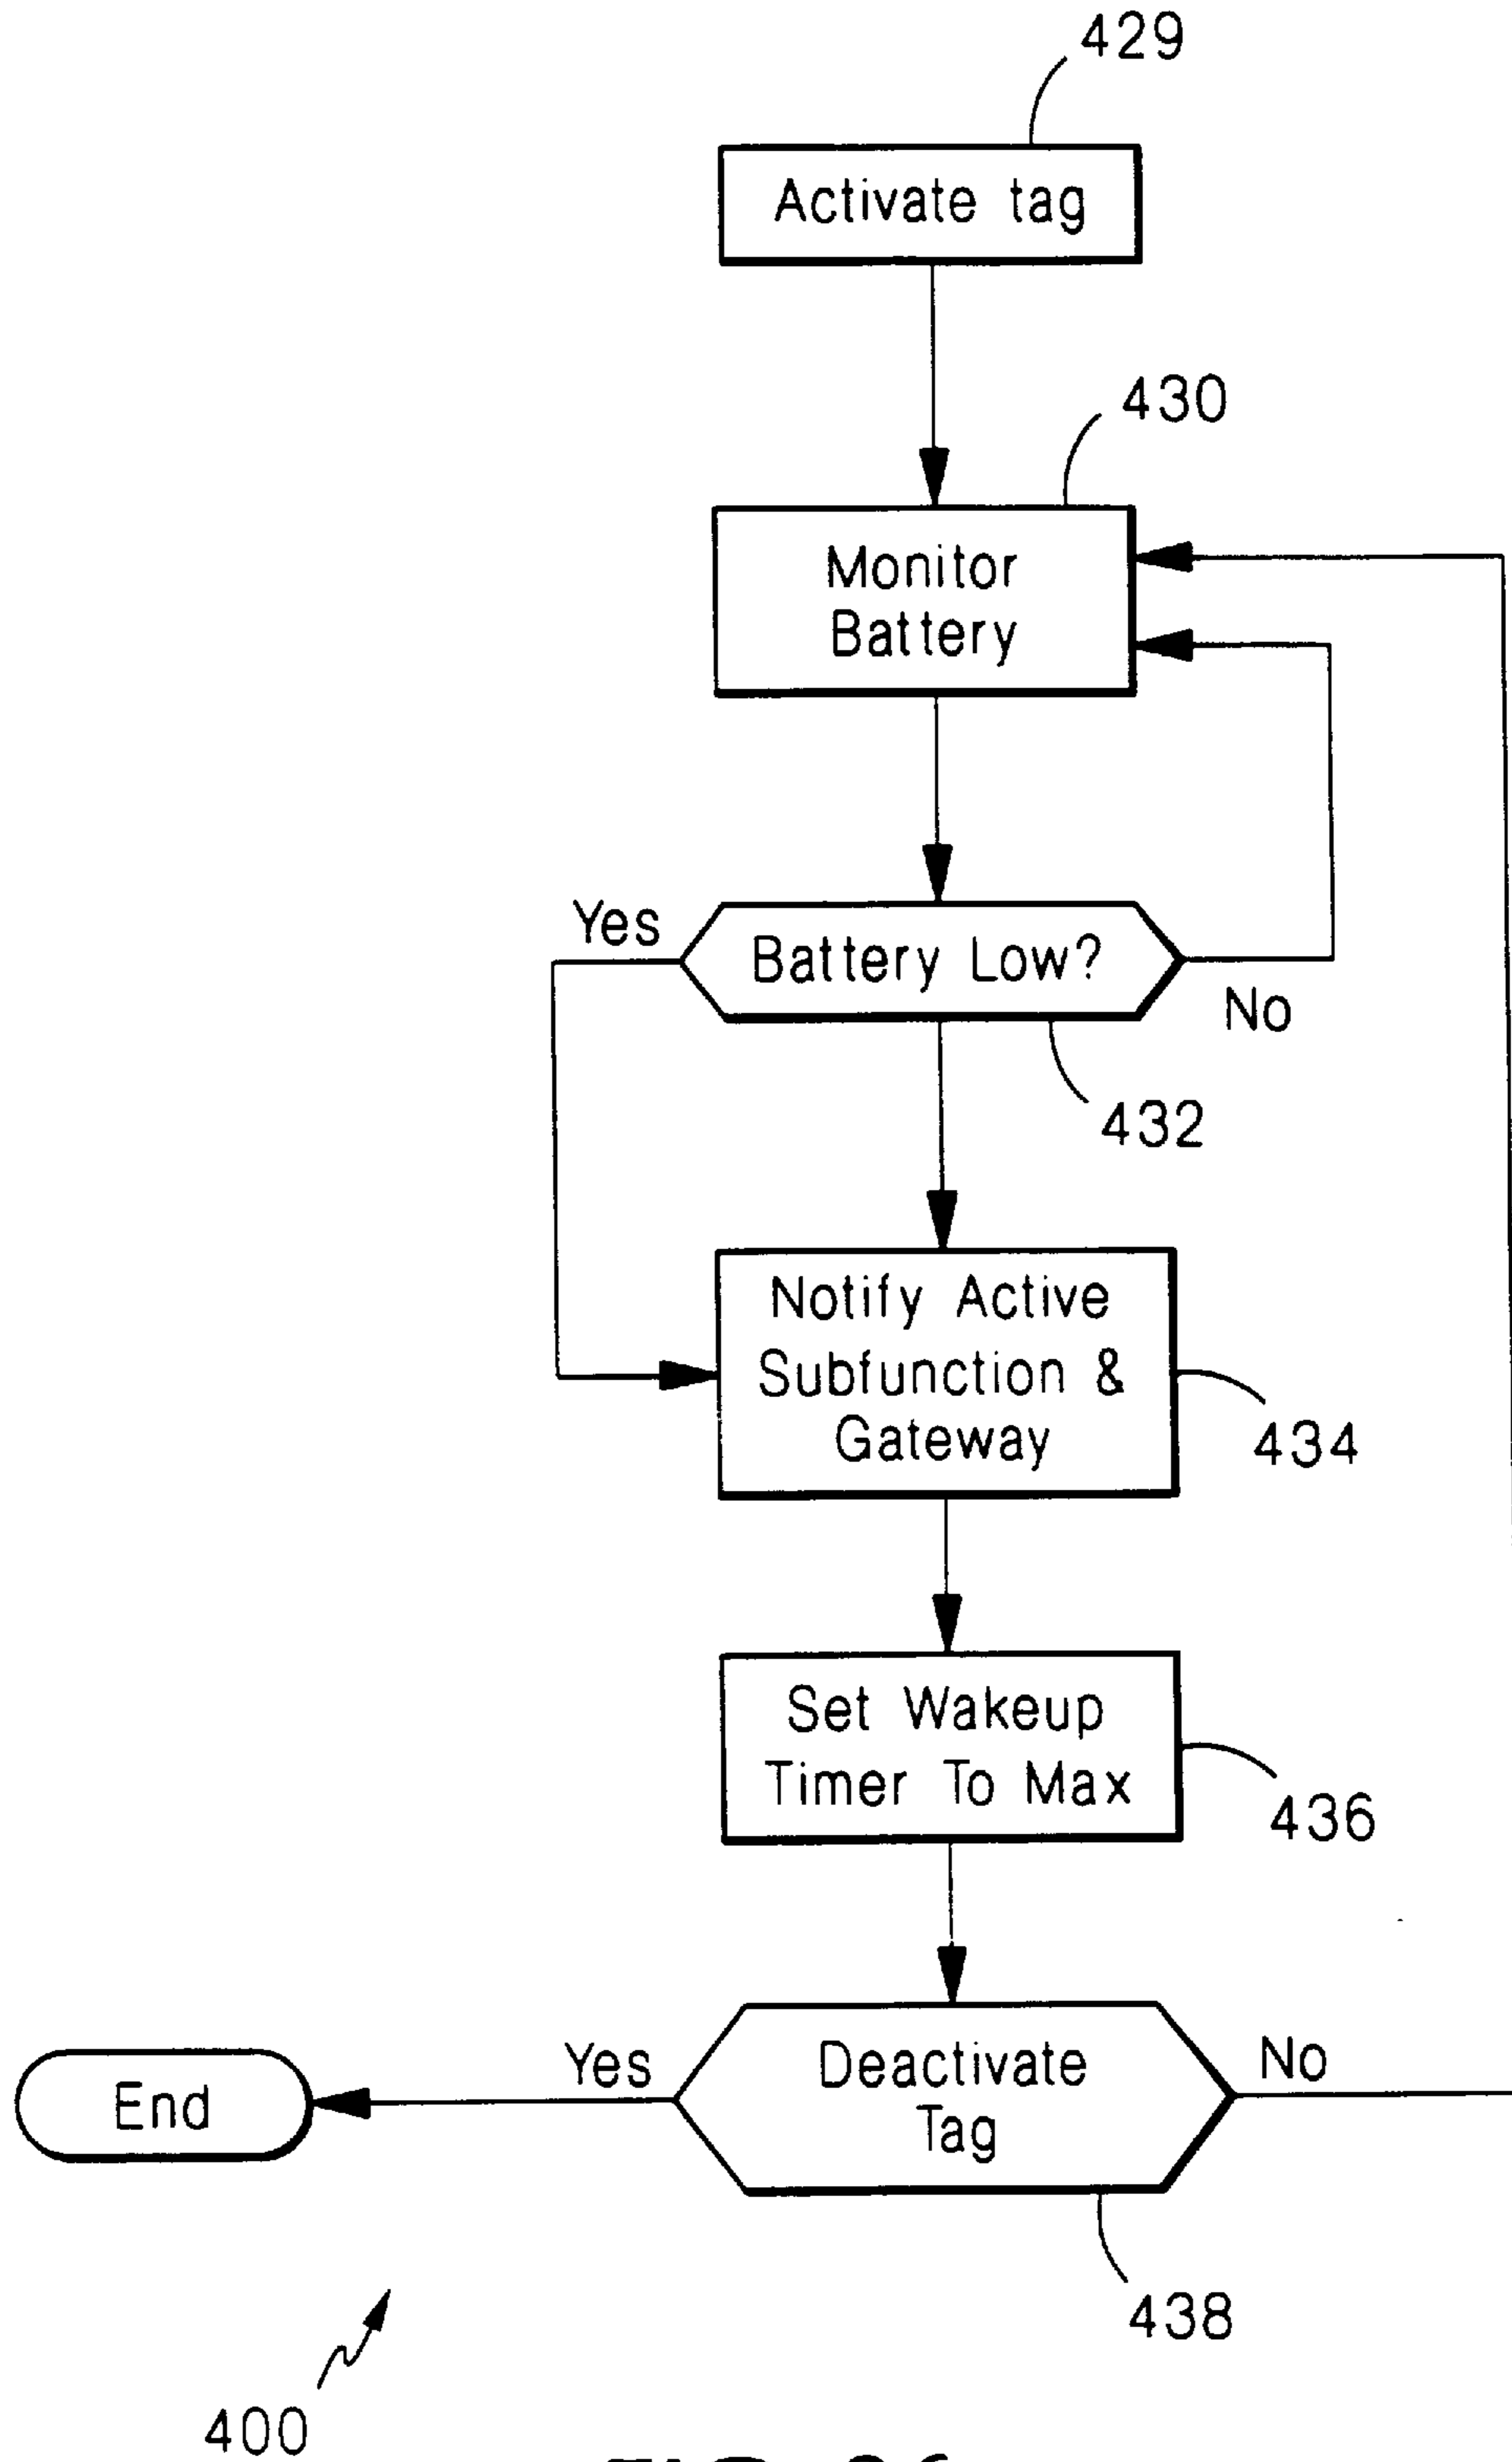 429
Activate tag
430
Monitor
Battery
Yes
Battery Low?
No
432
Notify Active
Subfunction &
Gateway
434
Set Wakeup
Timer To Max
436
Yes
Deactivate
Tag
No
End
438
400